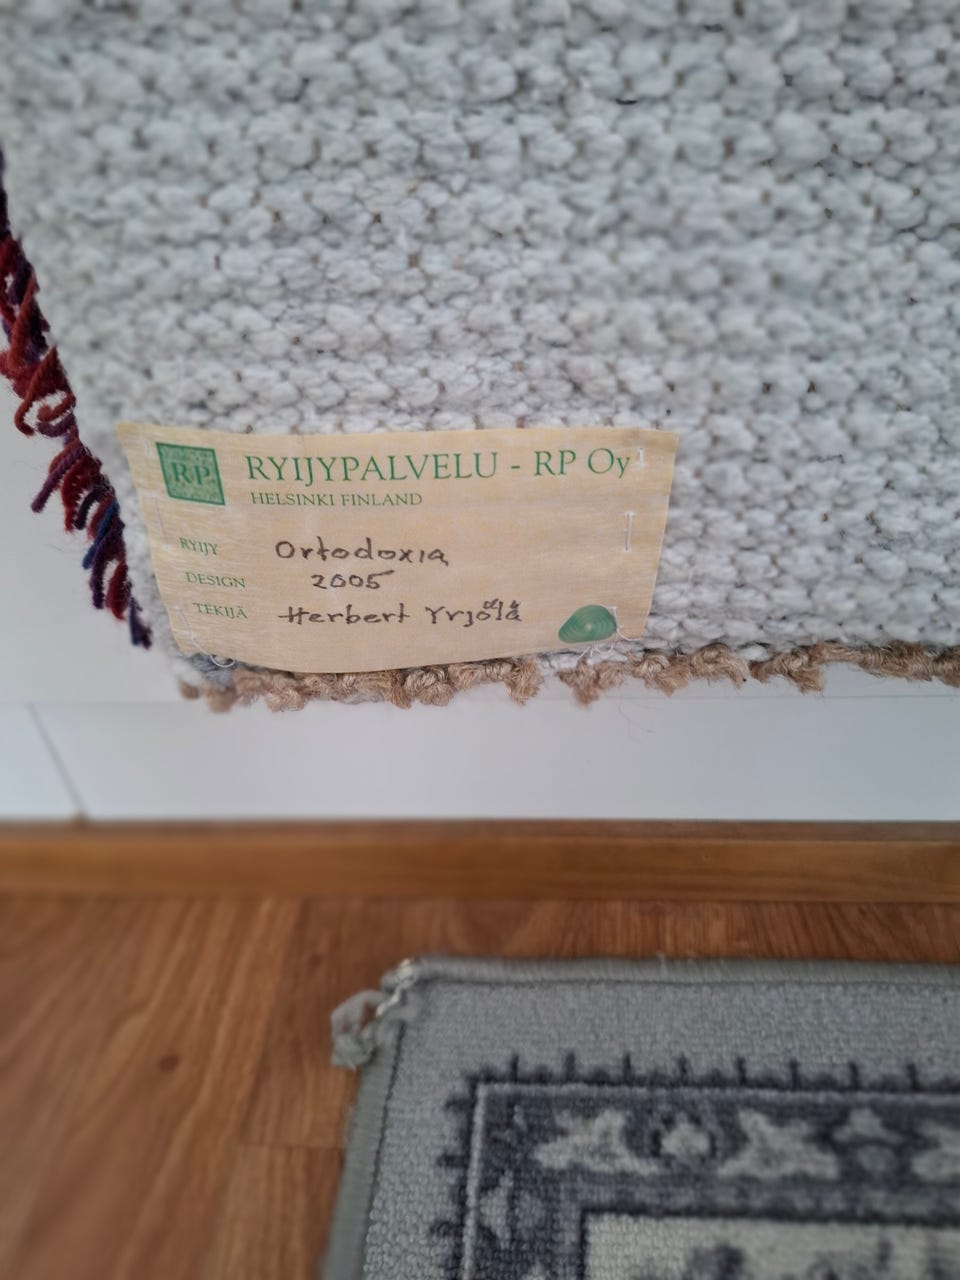 RP
RYIJYPALVELU - RP Oy
HELSINKI FINLAND
RYIJY Ortodoxia
DESIGN 2005
TEKIJÄ Herbert Yrjölä